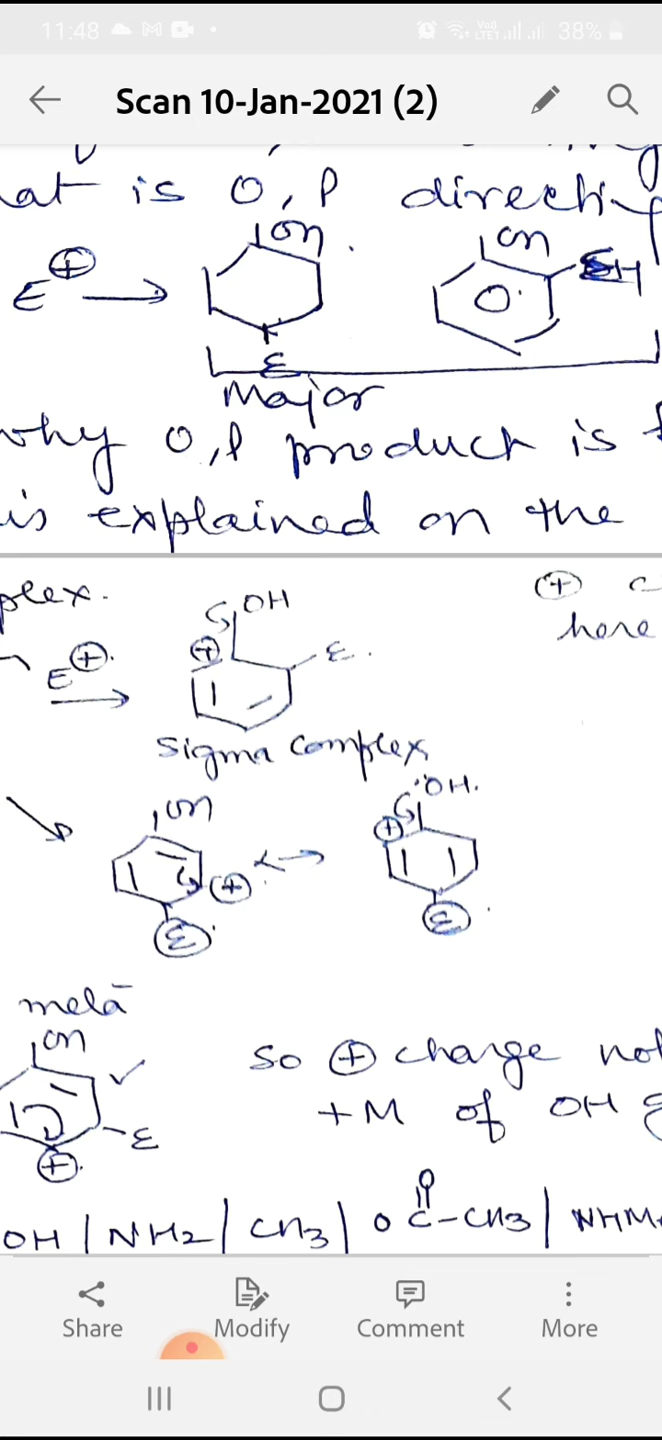 11:48
38%
Scan 10-Jan-2021 (2)
at is O, P directi
OH OH
E + → E
Major
why O, P product is f
is explained on the
plex.
OH + c
here
E + → + E.
sigma complex
OH :OH.
+ ↔ +
E E
meta
OH
so + charge not
+M of OH
E
+
OH | NH2 | CH3 | O C-CH3 | NHM
O
Share Modify Comment More